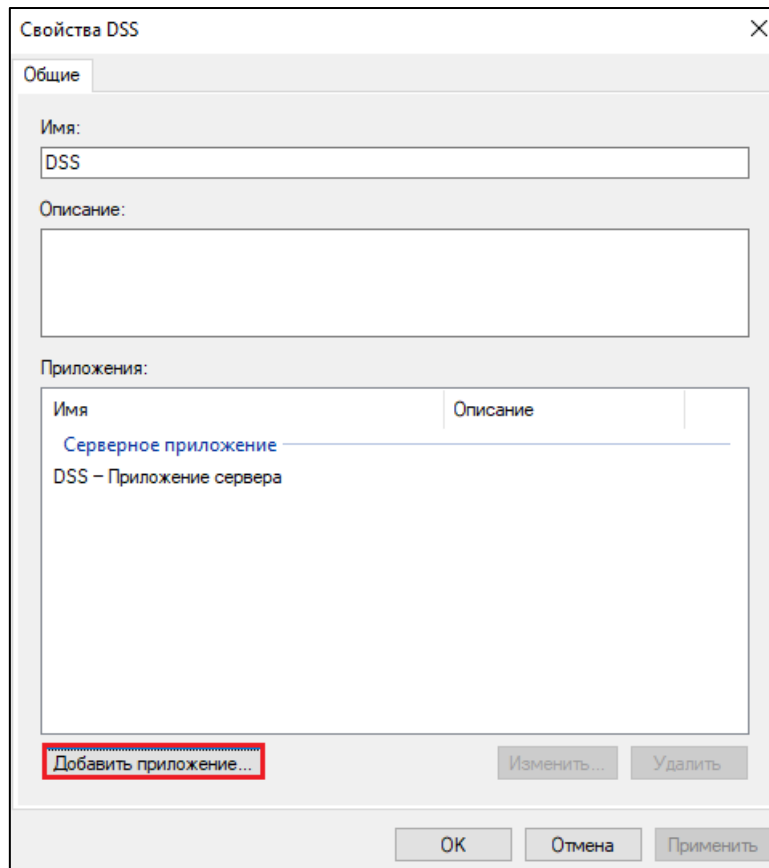 Свойства DSS
Общие
Имя:
DSS
Описание:
Приложения:
Имя Описание
Серверное приложение
DSS – Приложение сервера
Добавить приложение... Изменить... Удалить
ОК Отмена Применить